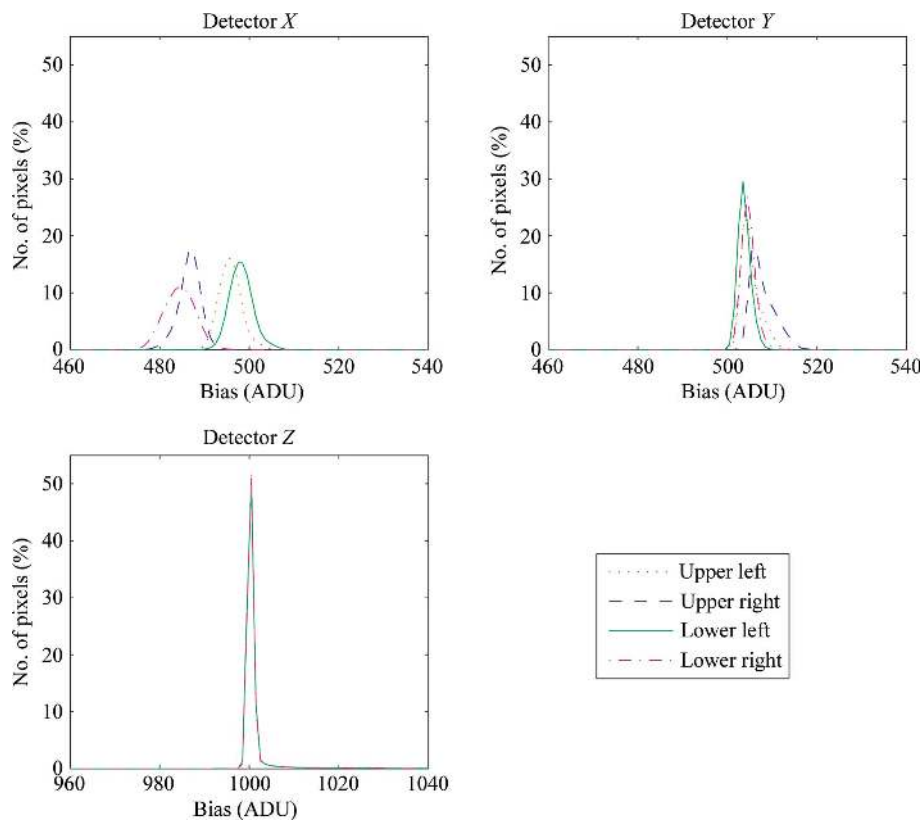 Detector X
No. of pixels (%)
50
40
30
20
10
0
460 480 500 520 540
Bias (ADU)
Detector Y
No. of pixels (%)
50
40
30
20
10
0
460 480 500 520 540
Bias (ADU)
Detector Z
No. of pixels (%)
50
40
30
20
10
0
960 980 1000 1020 1040
Bias (ADU)
Upper left
Upper right
Lower left
Lower right